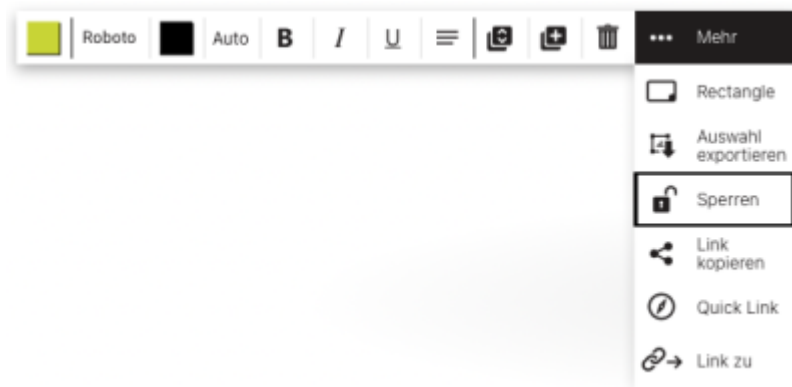 Roboto
Auto
B
I
U
Mehr
Rectangle
Auswahl
exportieren
Sperren
Link
kopieren
Quick Link
Link zu